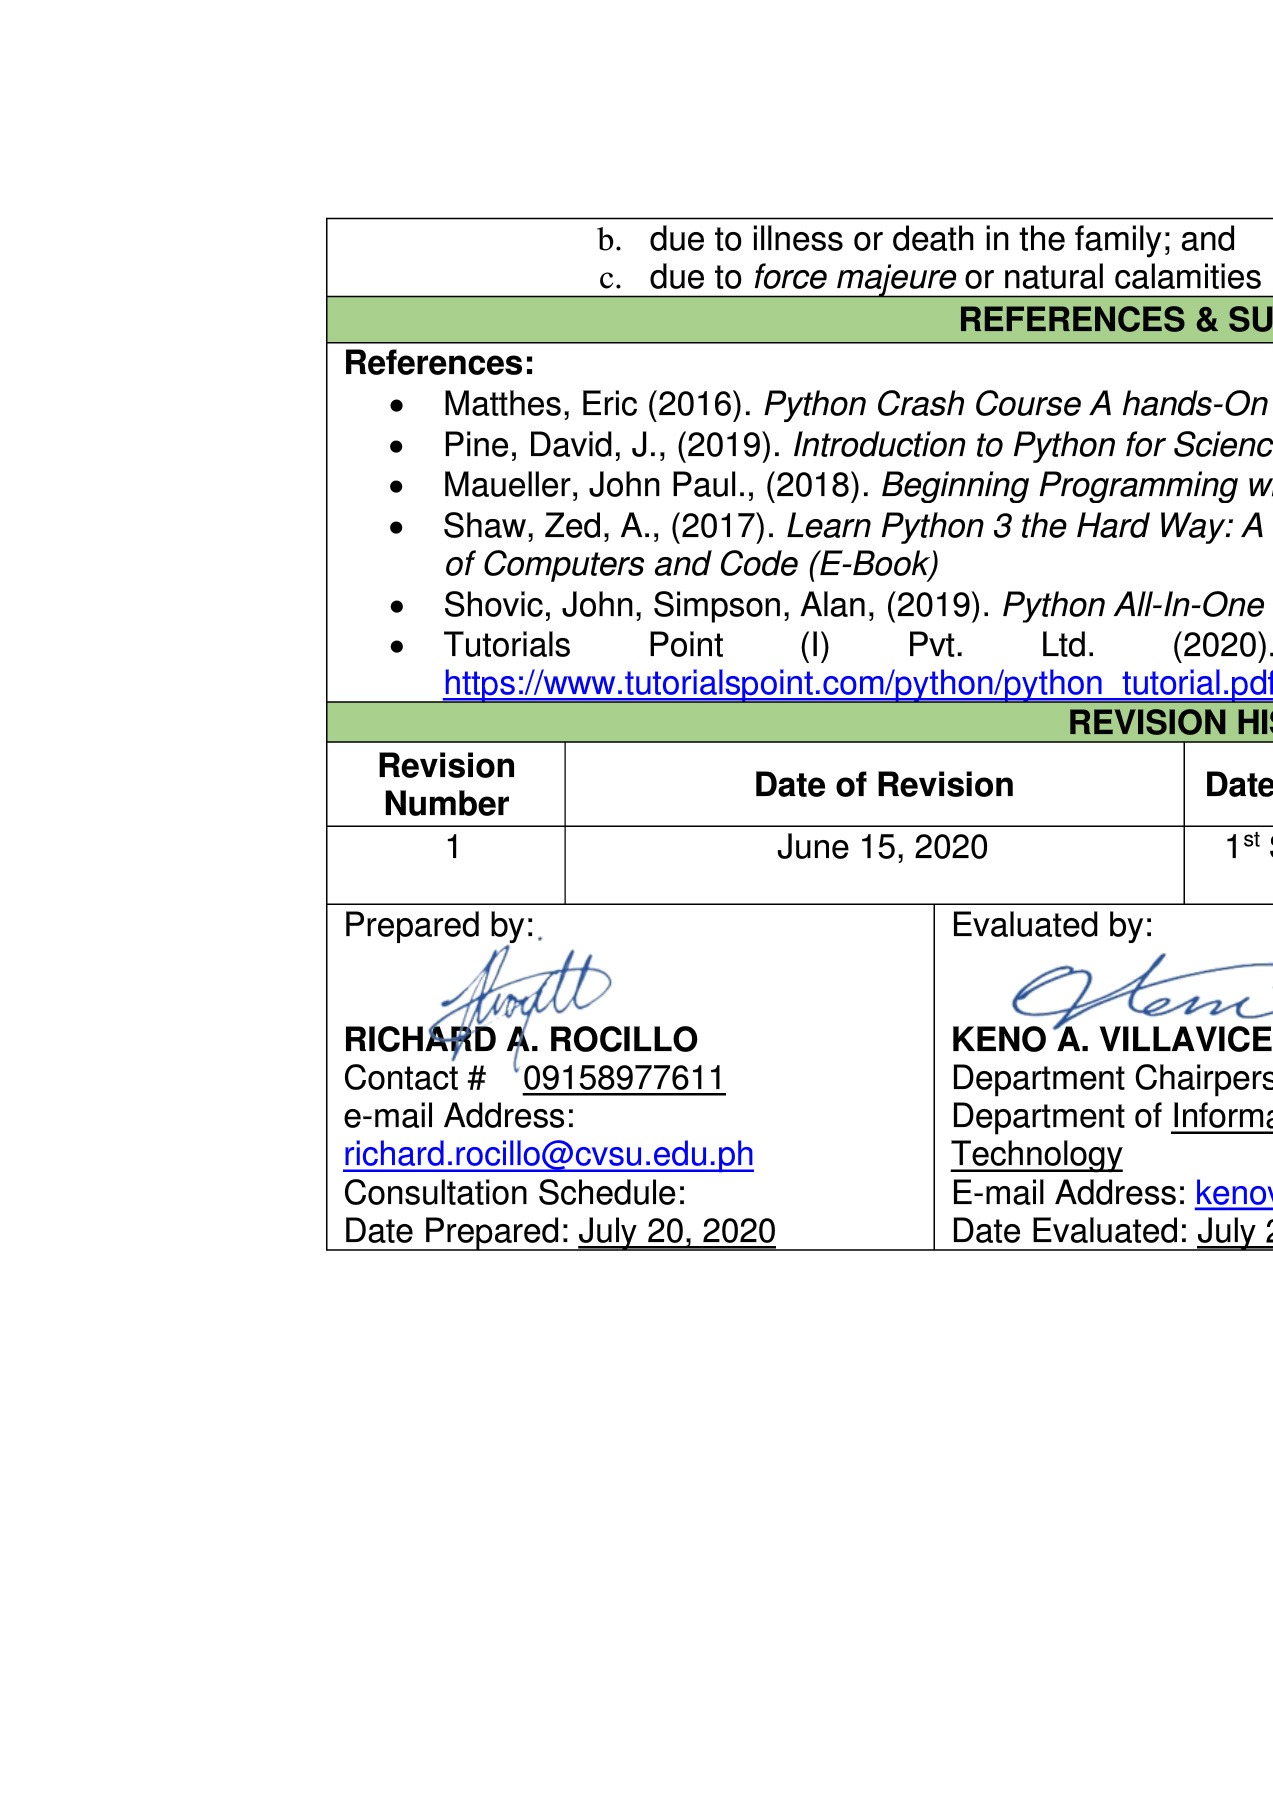 b. due to illness or death in the family; and
c. due to force majeure or natural calamities
REFERENCES & SU
References:
• Matthes, Eric (2016). Python Crash Course A hands-On
• Pine, David, J., (2019). Introduction to Python for Scienc
• Maueller, John Paul., (2018). Beginning Programming w
• Shaw, Zed, A., (2017). Learn Python 3 the Hard Way: A
of Computers and Code (E-Book)
• Shovic, John, Simpson, Alan, (2019). Python All-In-One
• Tutorials Point (I) Pvt. Ltd. (2020).
https://www.tutorialspoint.com/python/python_tutorial.pdf
REVISION HIS
Revision Number
Date of Revision
Date
1
June 15, 2020
1st
Prepared by:
RICHARD A. ROCILLO
Contact # 09158977611
e-mail Address:
richard.rocillo@cvsu.edu.ph
Consultation Schedule:
Date Prepared: July 20, 2020
Evaluated by:
KENO A. VILLAVICE
Department Chairpers
Department of Informa
Technology
E-mail Address: kenov
Date Evaluated: July 2